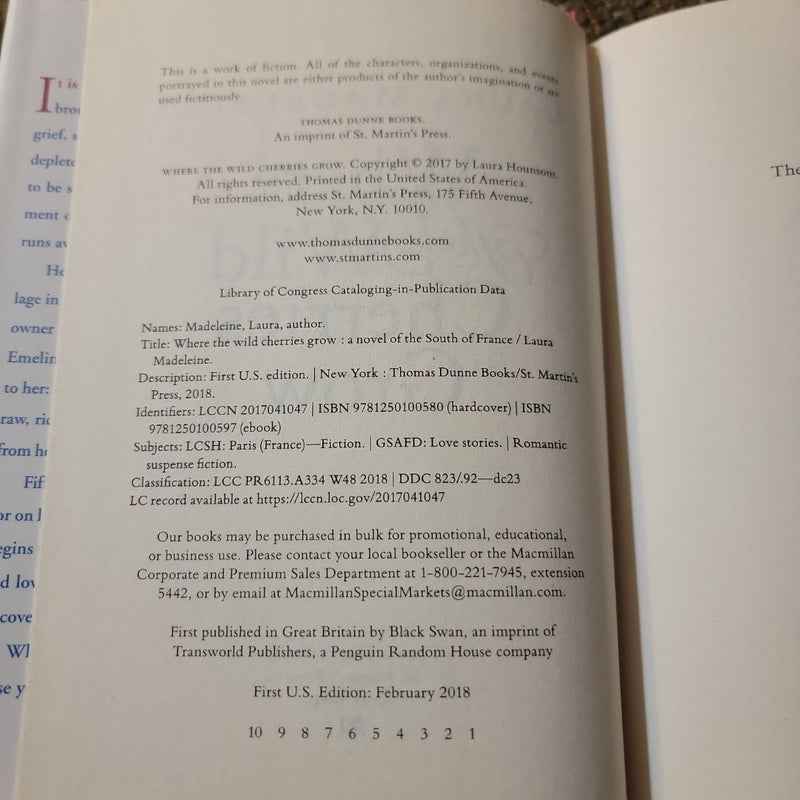 This is a work of fiction. All of the characters, organizations, and events
portrayed in this novel are either products of the author's imagination or are
used fictitiously.
THOMAS DUNNE BOOKS.
An imprint of St. Martin's Press.
WHERE THE WILD CHERRIES GROW. Copyright © 2017 by Laura Hounsom.
All rights reserved. Printed in the United States of America.
For information, address St. Martin's Press, 175 Fifth Avenue,
New York, N.Y. 10010.
www.thomasdunnebooks.com
www.stmartins.com
Library of Congress Cataloging-in-Publication Data
Names: Madeleine, Laura, author.
Title: Where the wild cherries grow : a novel of the South of France / Laura
Madeleine.
Description: First U.S. edition. | New York : Thomas Dunne Books/St. Martin's
Press, 2018.
Identifiers: LCCN 2017041047 | ISBN 9781250100580 (hardcover) | ISBN
9781250100597 (ebook)
Subjects: LCSH: Paris (France)—Fiction. | GSAFD: Love stories. | Romantic
suspense fiction.
Classification: LCC PR6113.A334 W48 2018 | DDC 823/.92—dc23
LC record available at https://lccn.loc.gov/2017041047
Our books may be purchased in bulk for promotional, educational,
or business use. Please contact your local bookseller or the Macmillan
Corporate and Premium Sales Department at 1-800-221-7945, extension
5442, or by email at MacmillanSpecialMarkets@macmillan.com.
First published in Great Britain by Black Swan, an imprint of
Transworld Publishers, a Penguin Random House company
First U.S. Edition: February 2018
10 9 8 7 6 5 4 3 2 1
It is
grief,
to be
runs
lage in
owner
to her:
The